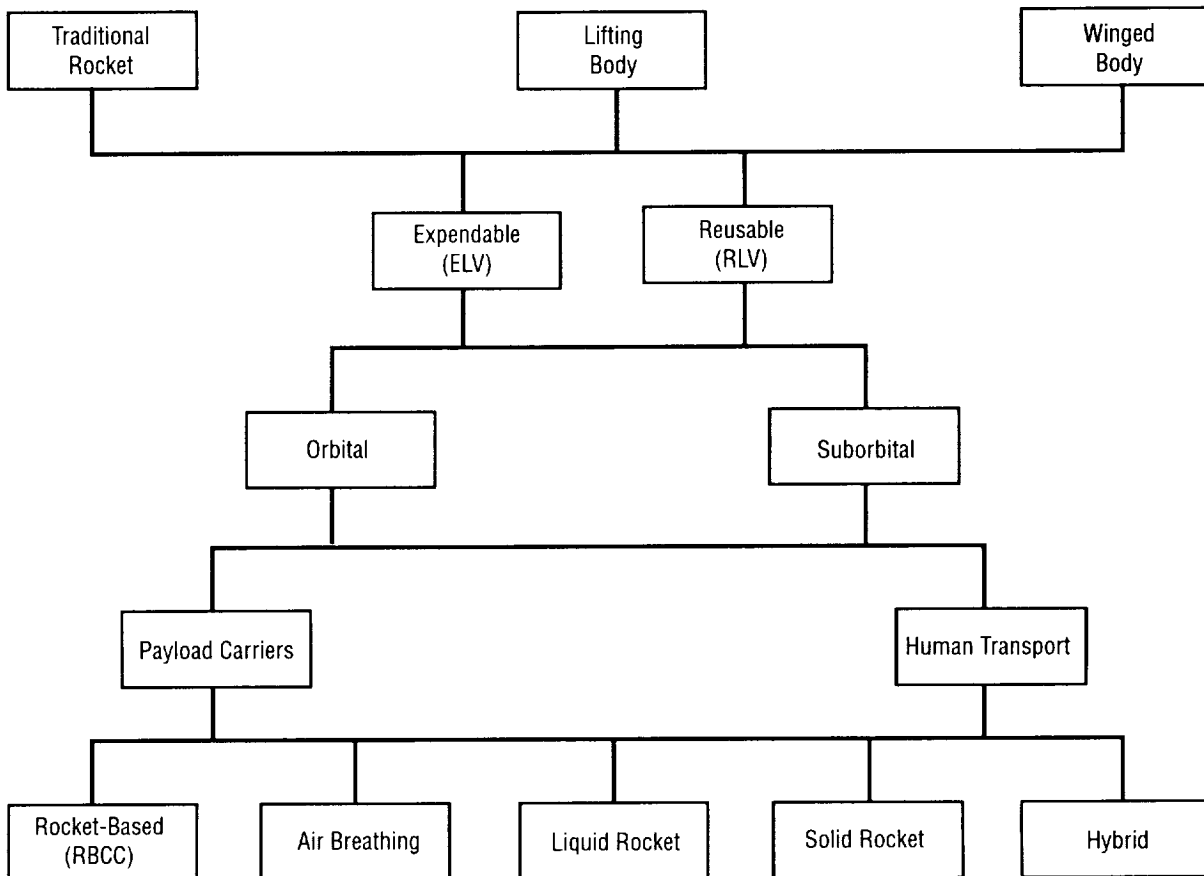 Traditional
Rocket
Lifting
Body
Winged
Body
Expendable
(ELV)
Reusable
(RLV)
Orbital
Suborbital
Payload Carriers
Human Transport
Rocket-Based
(RBCC)
Air Breathing
Liquid Rocket
Solid Rocket
Hybrid